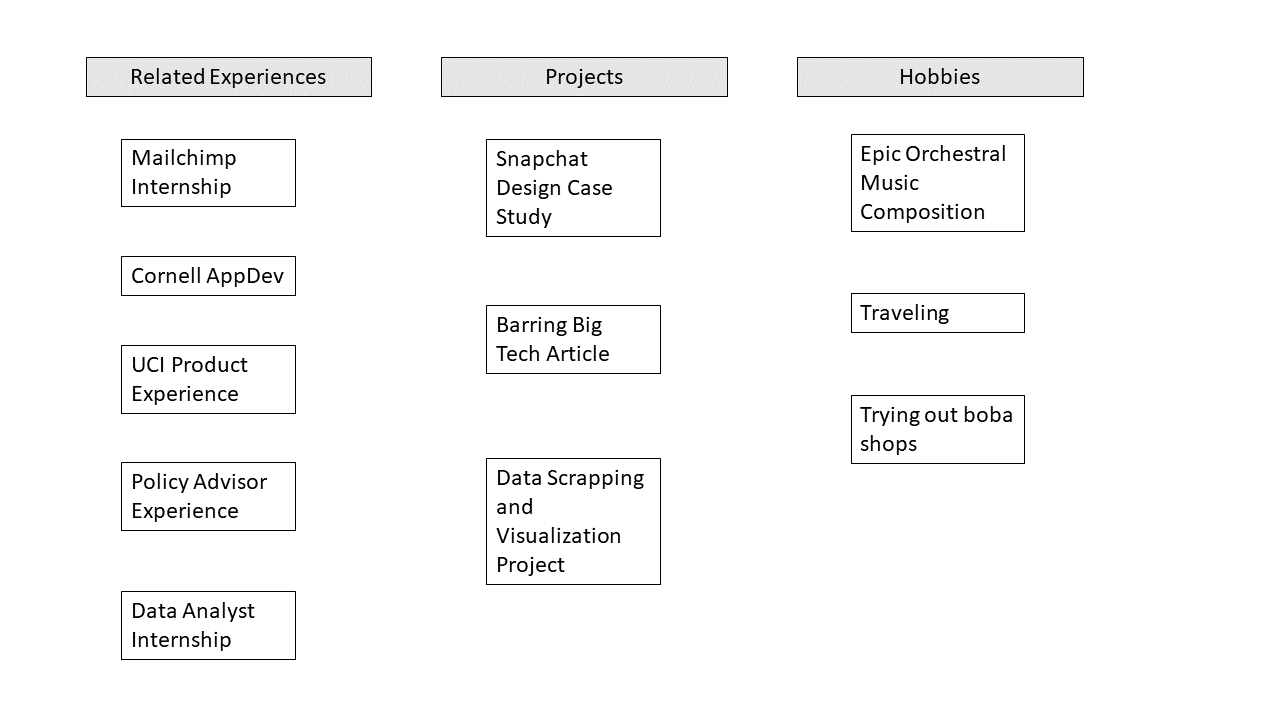 Related Experiences
Projects
Hobbies
Mailchimp
Internship
Cornell AppDev
UCI Product
Experience
Policy Advisor
Experience
Data Analyst
Internship
Snapchat
Design Case
Study
Barring Big
Tech Article
Data Scrapping
and
Visualization
Project
Epic Orchestral
Music
Composition
Traveling
Trying out boba
shops